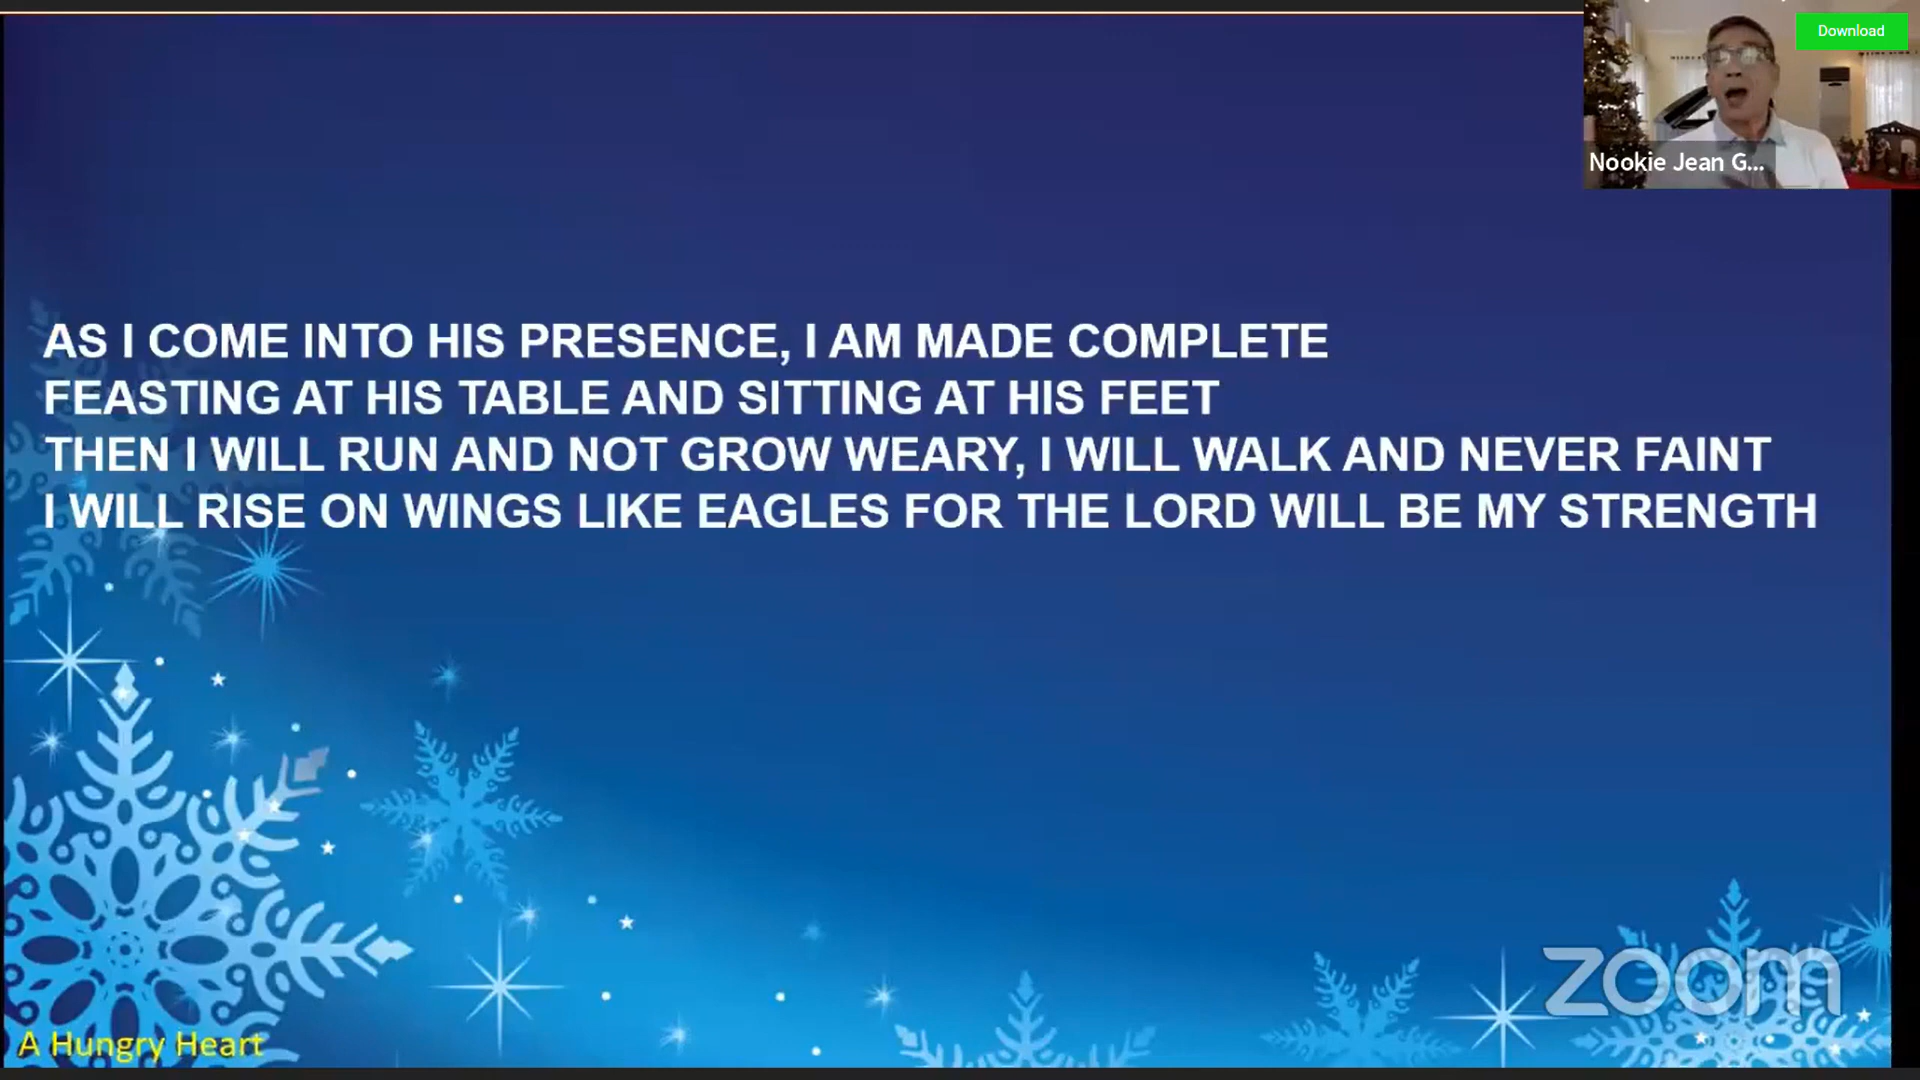 Download
Nookie Jean G...
AS I COME INTO HIS PRESENCE, I AM MADE COMPLETE
FEASTING AT HIS TABLE AND SITTING AT HIS FEET
THEN I WILL RUN AND NOT GROW WEARY, I WILL WALK AND NEVER FAINT
I WILL RISE ON WINGS LIKE EAGLES FOR THE LORD WILL BE MY STRENGTH
zoom
A Hungry Heart